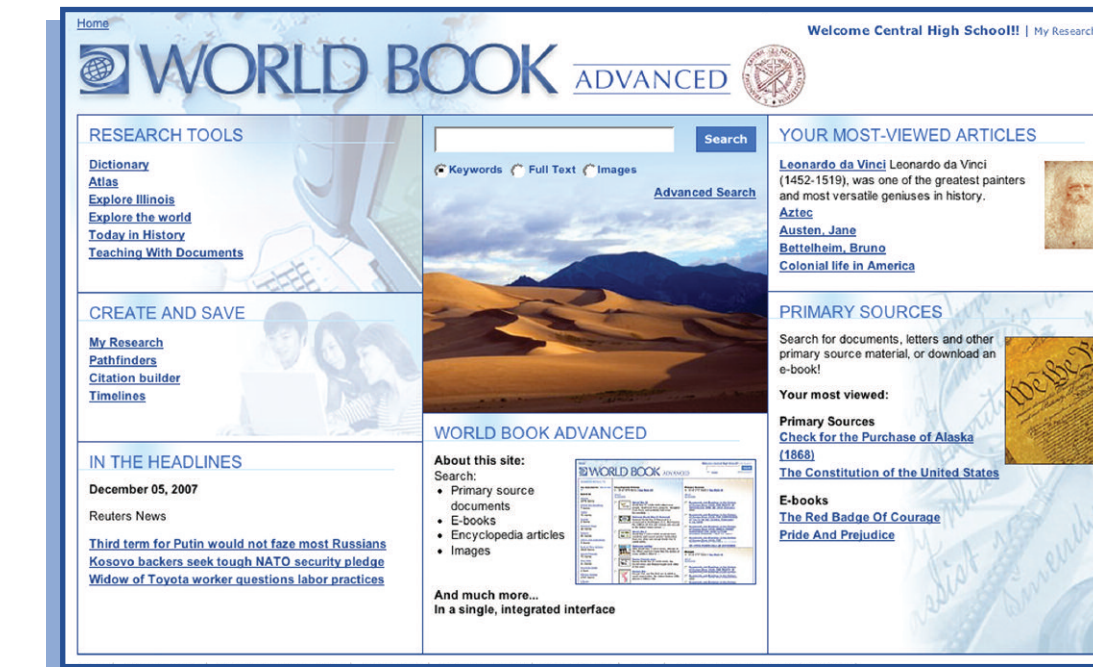 Home
Welcome Central High School!! | My Research
WORLD BOOK ADVANCED
RESEARCH TOOLS
Dictionary
Atlas
Explore Illinois
Explore the world
Today in History
Teaching With Documents
CREATE AND SAVE
My Research
Pathfinders
Citation builder
Timelines
IN THE HEADLINES
December 05, 2007
Reuters News
Third term for Putin would not faze most Russians
Kosovo backers seek tough NATO security pledge
Widow of Toyota worker questions labor practices
Search
Keywords Full Text Images
Advanced Search
WORLD BOOK ADVANCED
About this site:
Search:
• Primary source
documents
• E-books
• Encyclopedia articles
• Images
WORLD BOOK ADVANCED
And much more...
In a single, integrated interface
YOUR MOST-VIEWED ARTICLES
Leonardo da Vinci Leonardo da Vinci
(1452-1519), was one of the greatest painters
and most versatile geniuses in history.
Aztec
Austen, Jane
Bettelheim, Bruno
Colonial life in America
PRIMARY SOURCES
Search for documents, letters and other
primary source material, or download an
e-book!
Your most viewed:
Primary Sources
Check for the Purchase of Alaska
(1868)
The Constitution of the United States
E-books
The Red Badge Of Courage
Pride And Prejudice
We the Pe